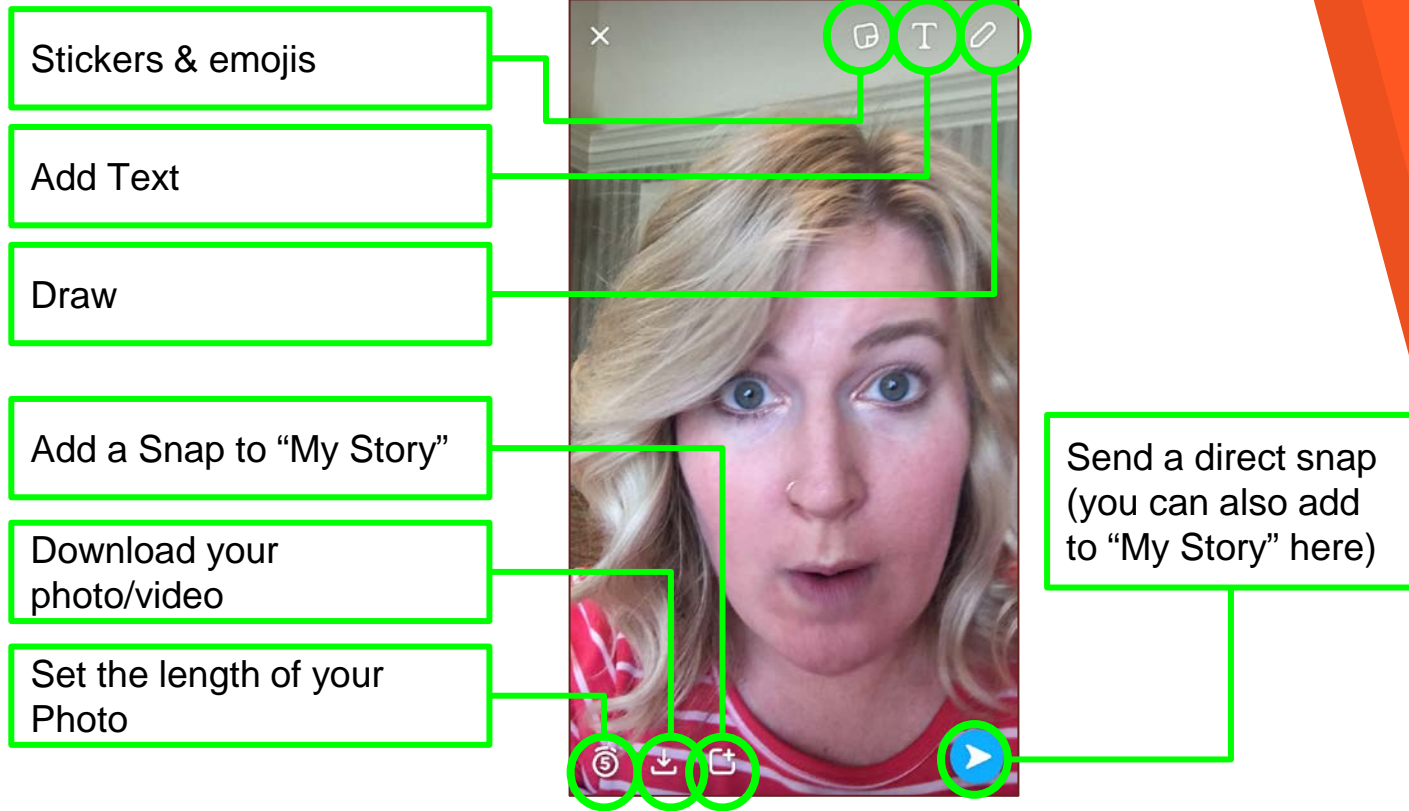 Stickers & emojis
T
Add Text
Draw
Add a Snap to “My Story”
Send a direct snap
(you can also add
to “My Story” here)
Download your
photo/video
Set the length of your
Photo
5